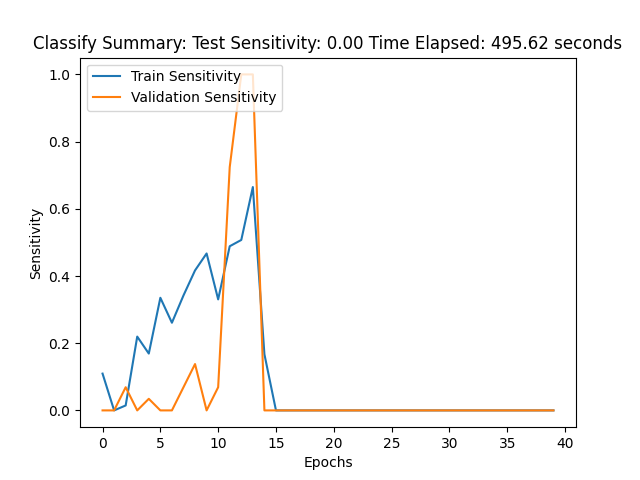 Classify Summary: Test Sensitivity: 0.00 Time Elapsed: 495.62 seconds
Train Sensitivity
Validation Sensitivity
1.0
0.8
0.6
0.4
0.2
0.0
Sensitivity
0 5 10 15 20 25 30 35 40
Epochs